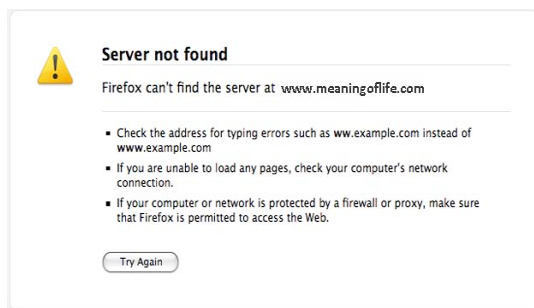 Server not found
Firefox can't find the server at www.meaningoflife.com
Check the address for typing errors such as ww.example.com instead of
www.example.com
If you are unable to load any pages, check your computer's network
connection.
If your computer or network is protected by a firewall or proxy, make sure
that Firefox is permitted to access the Web.
Try Again